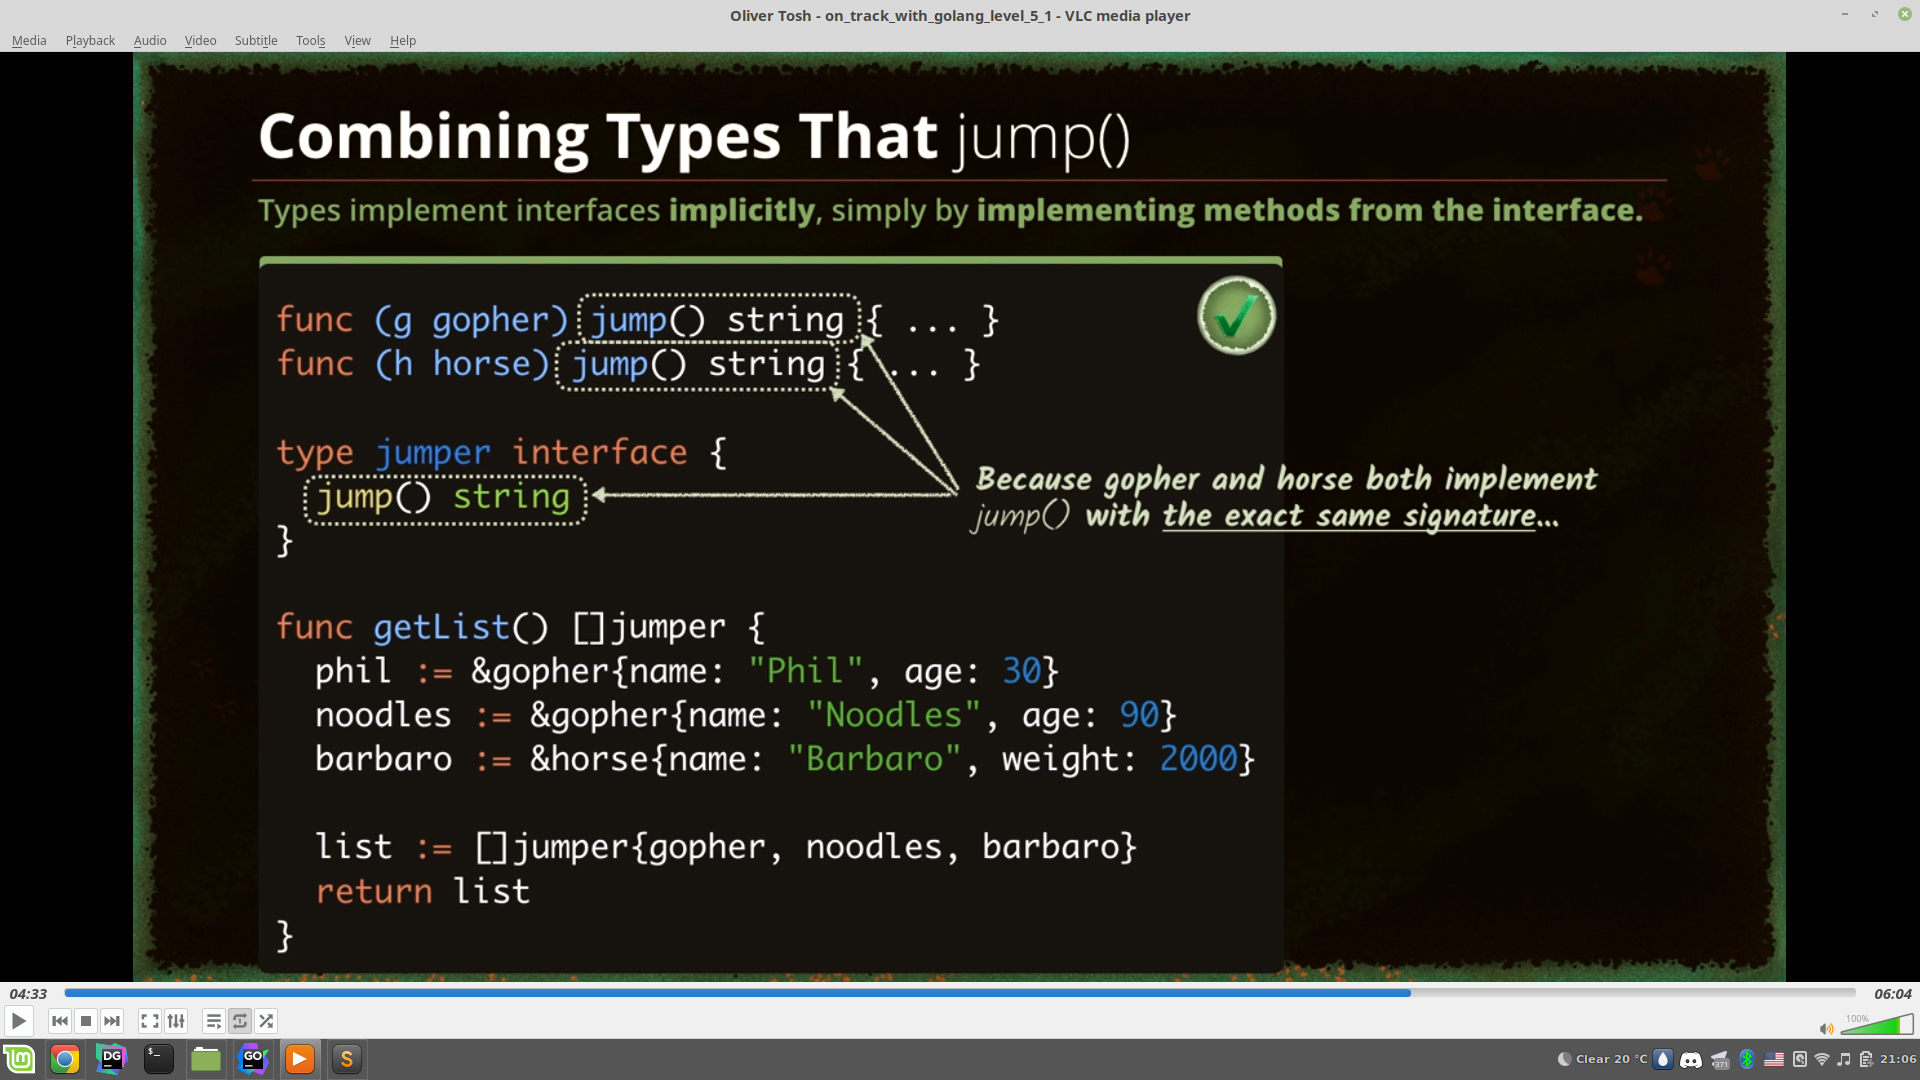 Oliver Tosh - on_track_with_golang_level_5_1 - VLC media player
Media Playback Audio Video Subtitle Tools View Help
Combining Types That jump()
Types implement interfaces implicitly, simply by implementing methods from the interface.
func (g gopher) jump() string { ... }
func (h horse) jump() string { ... }
type jumper interface {
jump() string
}
Because gopher and horse both implement
jump() with the exact same signature...
func getList() []jumper {
phil := &gopher{name: "Phil", age: 30}
noodles := &gopher{name: "Noodles", age: 90}
barbaro := &horse{name: "Barbaro", weight: 2000}
list := []jumper{gopher, noodles, barbaro}
return list
}
04:33 06:04
100%
DG $_ GO S Clear 20 °C 371 21:06